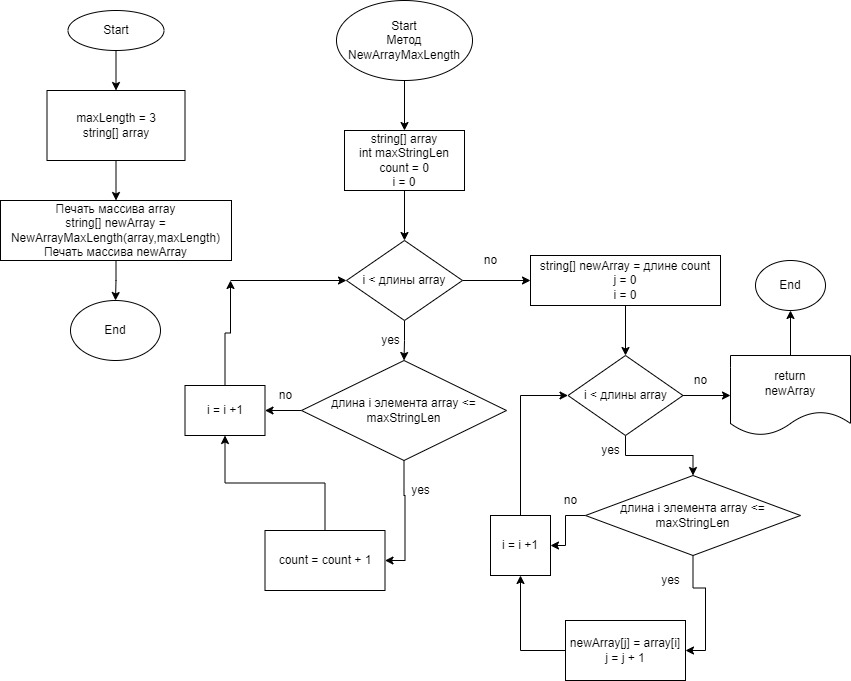 Start
maxLength = 3
string[] array
Печать массива array
string[] newArray =
NewArrayMaxLength(array,maxLength)
Печать массива newArray
End
Start
Метод
NewArrayMaxLength
string[] array
int maxStringLen
count = 0
i = 0
i < длины array
no
yes
длина i элемента array <=
maxStringLen
no
i = i +1
yes
count = count + 1
string[] newArray = длине count
j = 0
i = 0
i < длины array
no
return
newArray
End
yes
длина i элемента array <=
maxStringLen
no
i = i +1
yes
newArray[j] = array[i]
j = j + 1